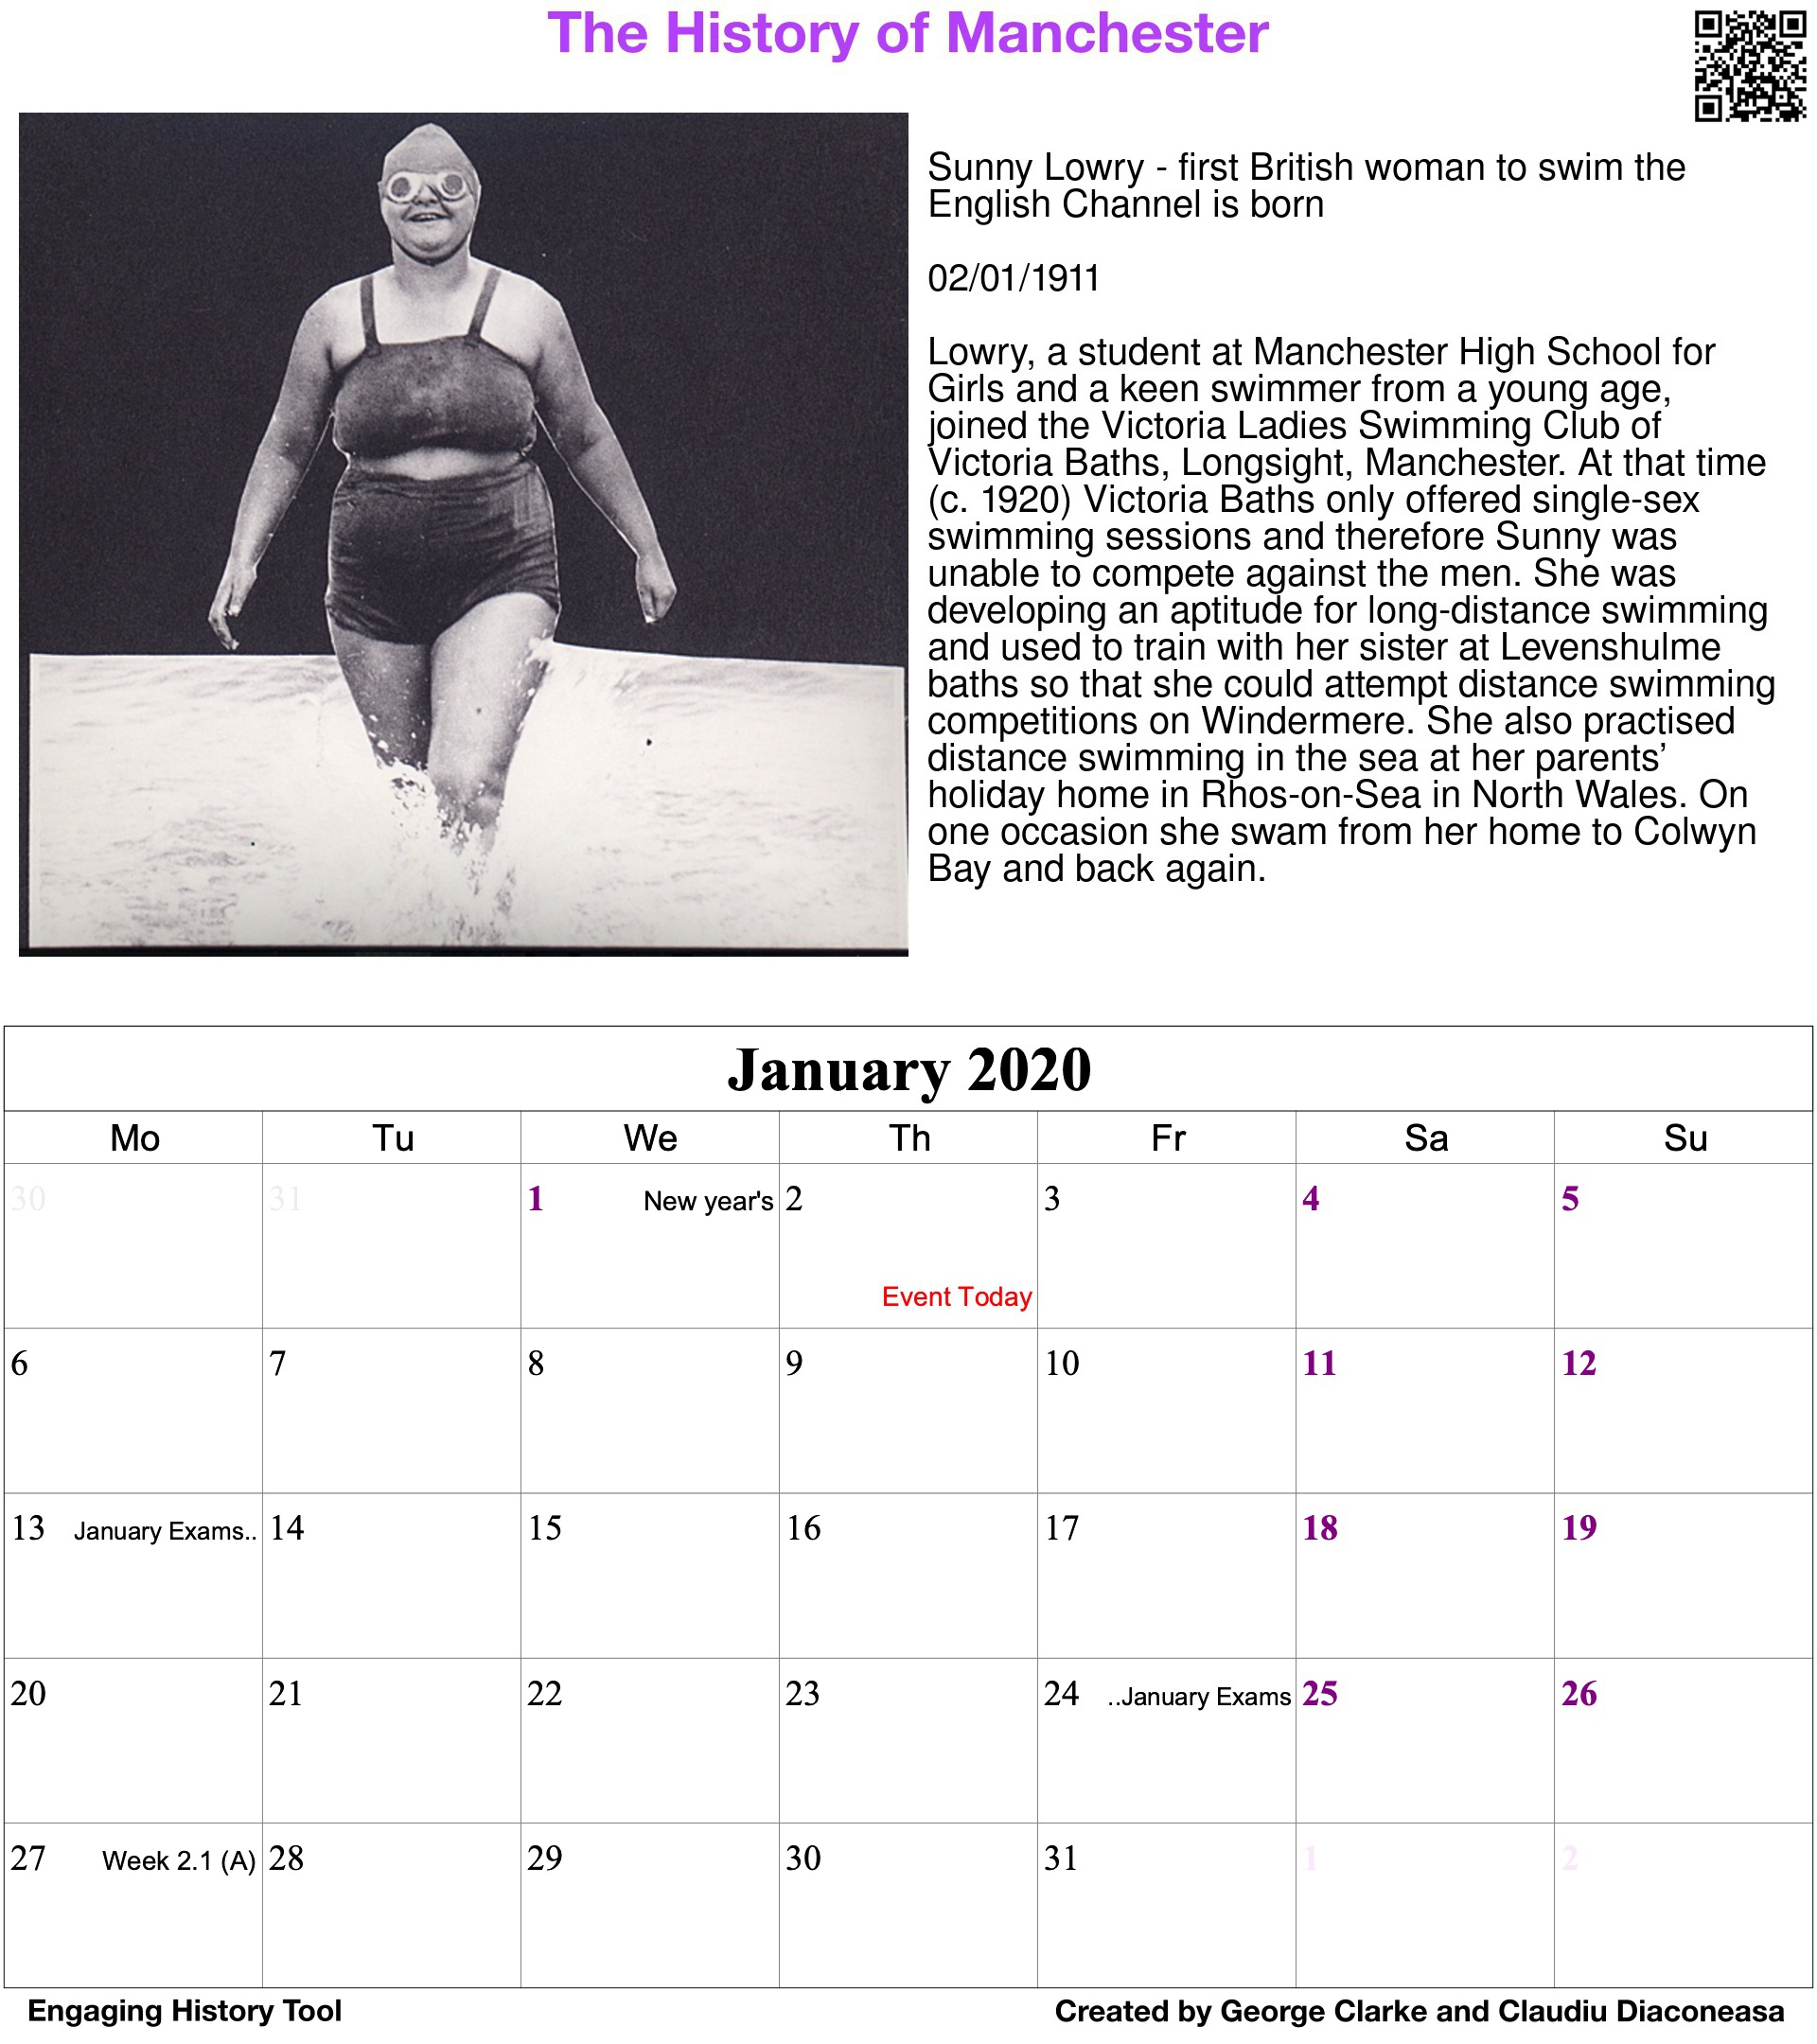 The History of Manchester
Sunny Lowry - first British woman to swim the
English Channel is born
02/01/1911
Lowry, a student at Manchester High School for
Girls and a keen swimmer from a young age,
joined the Victoria Ladies Swimming Club of
Victoria Baths, Longsight, Manchester. At that time
(c. 1920) Victoria Baths only offered single-sex
swimming sessions and therefore Sunny was
unable to compete against the men. She was
developing an aptitude for long-distance swimming
and used to train with her sister at Levenshulme
baths so that she could attempt distance swimming
competitions on Windermere. She also practised
distance swimming in the sea at her parents’
holiday home in Rhos-on-Sea in North Wales. On
one occasion she swam from her home to Colwyn
Bay and back again.
January 2020
Mo Tu We Th Fr Sa Su
30 31 1 New year's 2 3 4 5
Event Today
6 7 8 9 10 11 12
13 January Exams.. 14 15 16 17 18 19
20 21 22 23 24 ..January Exams 25 26
27 Week 2.1 (A) 28 29 30 31 1 2
Engaging History Tool Created by George Clarke and Claudiu Diaconeasa